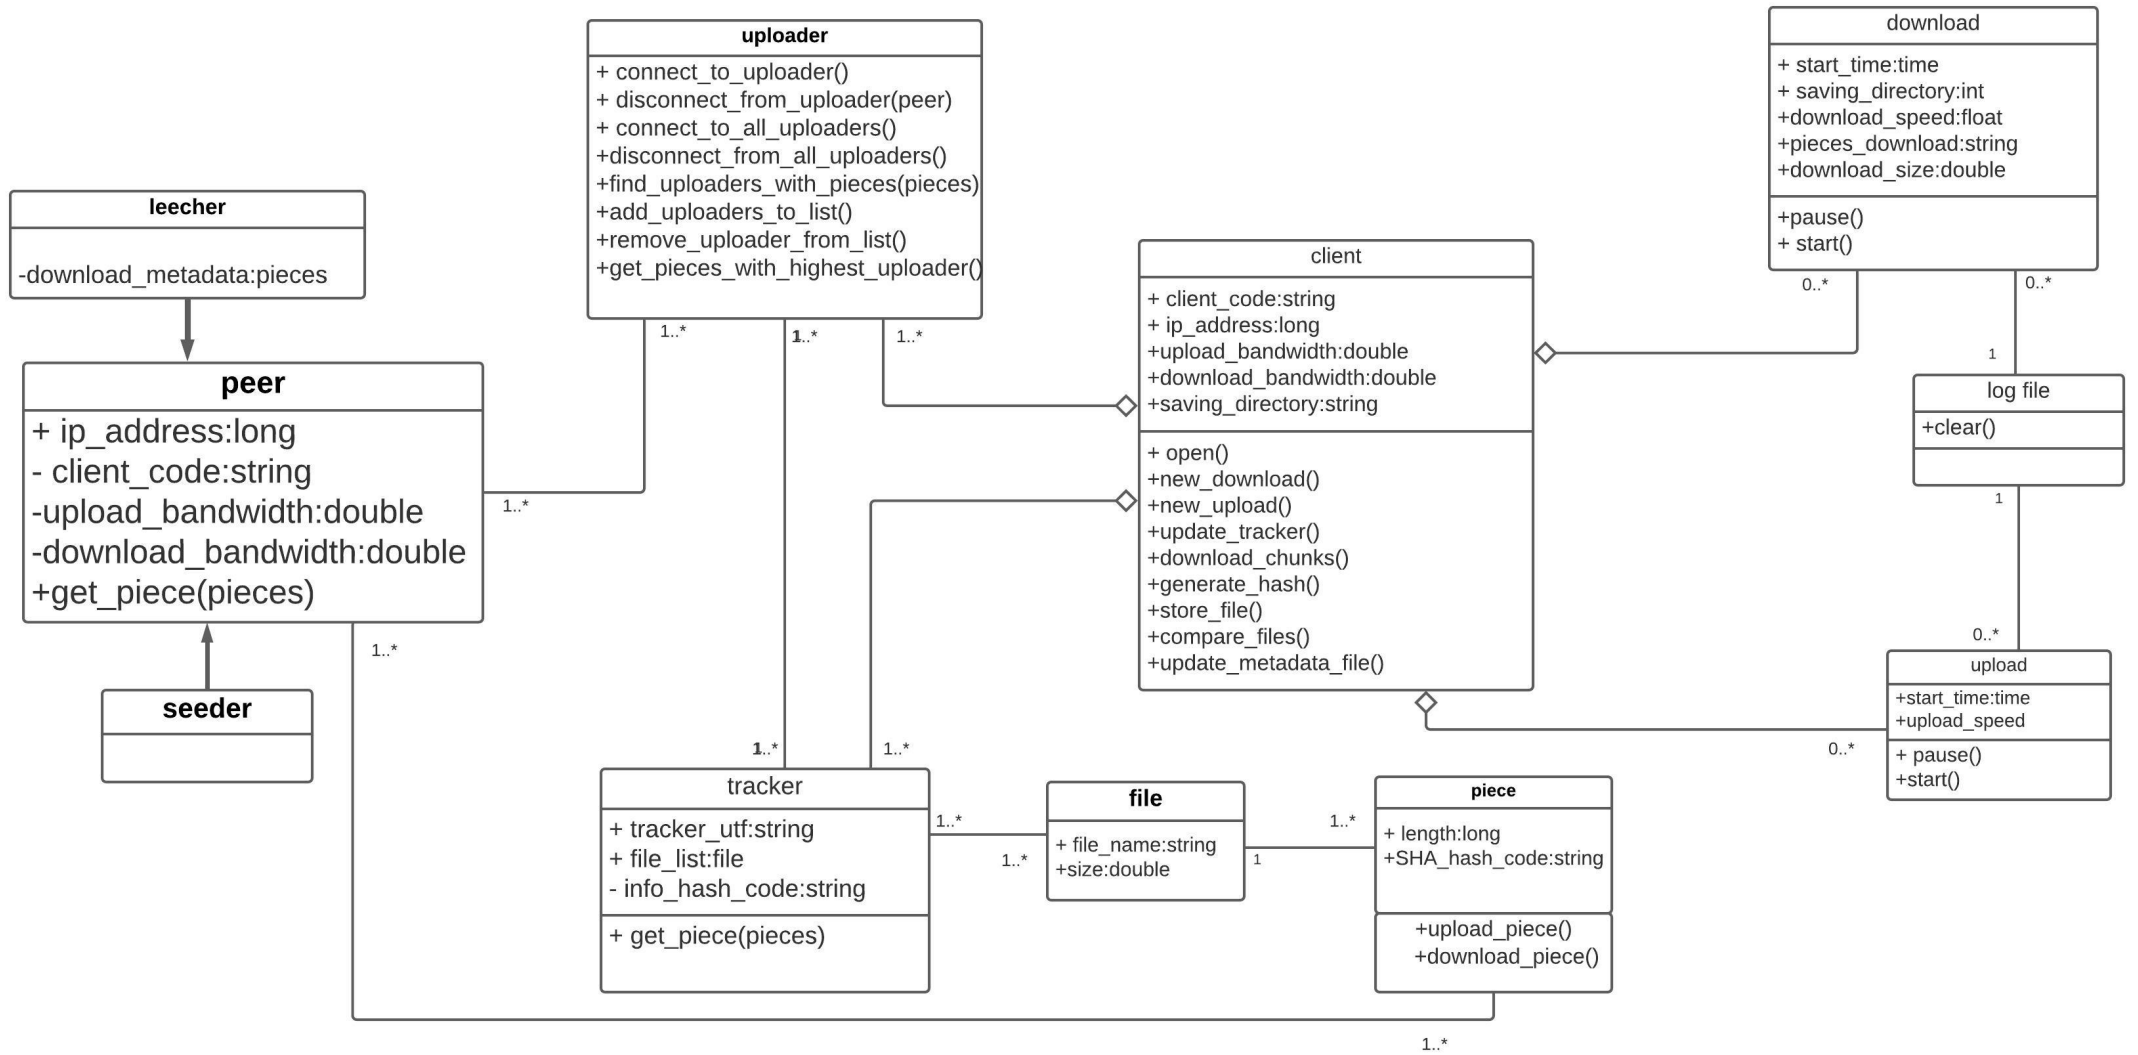 uploader
+ connect_to_uploader()
+ disconnect_from_uploader(peer)
+ connect_to_all_uploaders()
+disconnect_from_all_uploaders()
+find_uploaders_with_pieces(pieces)
+add_uploaders_to_list()
+remove_uploader_from_list()
+get_pieces_with_highest_uploader()
1..*
1..*
1..*
download
+ start_time:time
+ saving_directory:int
+download_speed:float
+pieces_download:string
+download_size:double
+pause()
+ start()
0..*
0..*
leecher
-download_metadata:pieces
peer
+ ip_address:long
- client_code:string
-upload_bandwidth:double
-download_bandwidth:double
+get_piece(pieces)
1..*
1..*
seeder
client
+ client_code:string
+ ip_address:long
+upload_bandwidth:double
+download_bandwidth:double
+saving_directory:string
+ open()
+new_download()
+new_upload()
+update_tracker()
+download_chunks()
+generate_hash()
+store_file()
+compare_files()
+update_metadata_file()
1
log file
+clear()
1
0..*
upload
+start_time:time
+upload_speed
+ pause()
+start()
0..*
1..*
1..*
tracker
+ tracker_utf:string
+ file_list:file
- info_hash_code:string
+ get_piece(pieces)
1..*
1..*
file
+ file_name:string
+size:double
1
1..*
piece
+ length:long
+SHA_hash_code:string
+upload_piece()
+download_piece()
1..*